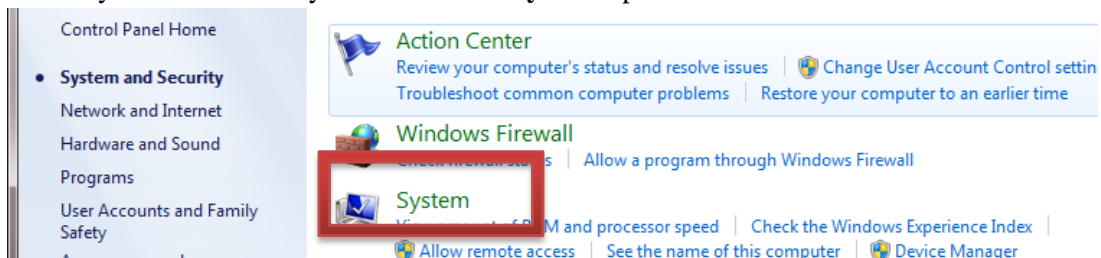 Control Panel Home
System and Security
Network and Internet
Hardware and Sound
Programs
User Accounts and Family
Safety
Action Center
Review your computer's status and resolve issues Change User Account Control settin
Troubleshoot common computer problems Restore your computer to an earlier time
Windows Firewall
Allow a program through Windows Firewall
System
and processor speed Check the Windows Experience Index
Allow remote access See the name of this computer Device Manager